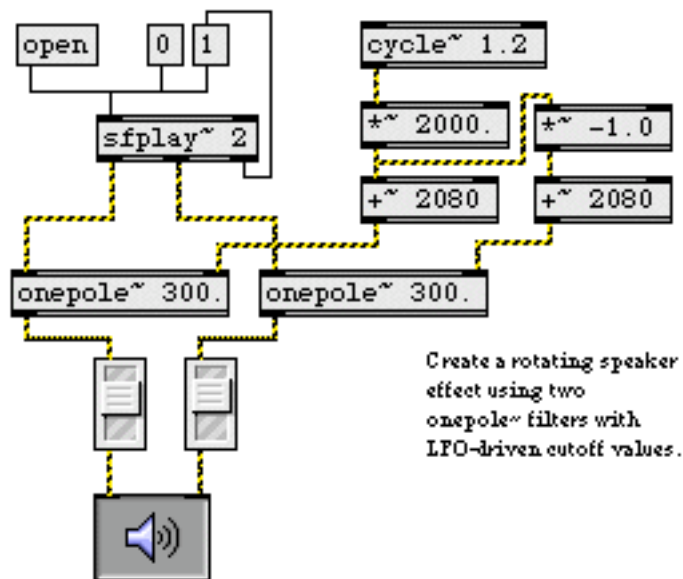 open
0
1
cycle~ 1.2
*~ 2000.
*~ -1.0
sfplay~ 2
+~ 2080
+~ 2080
onepole~ 300.
onepole~ 300.
Create a rotating speaker
effect using two
onepole~ filters with
LFO-driven cutoff values.